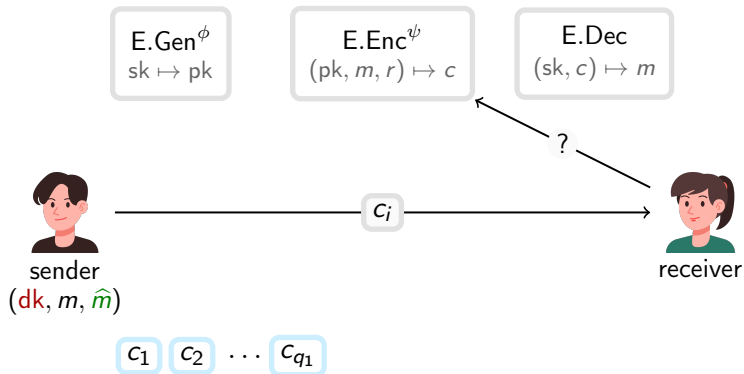 E.Gen^ϕ
sk ↦ pk
E.Enc^ψ
(pk, m, r) ↦ c
E.Dec
(sk, c) ↦ m
?
c_i
sender
(dk, m, m̂)
receiver
c_1 c_2 ⋯ c_{q_1}